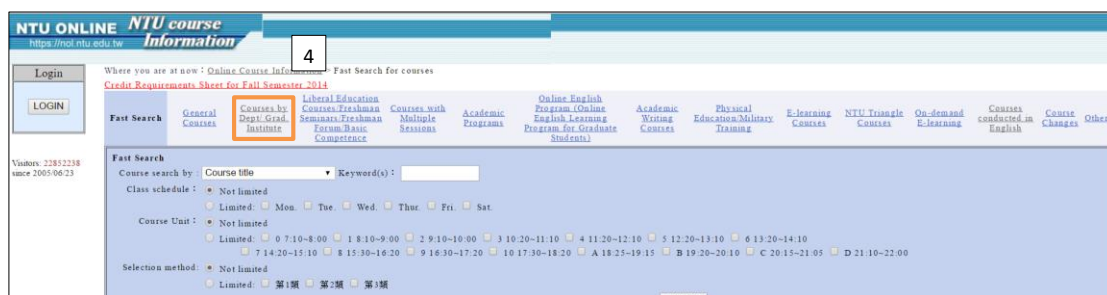 NTU ONLINE NTU course
https://nol.ntu.edu.tw Information
4
Login
LOGIN
Visitors: 22852238
since 2005/06/23
Where you are at now：Online Course Information > Fast Search for courses
Credit Requirements Sheet for Fall Semester 2014
Fast Search
General
Courses
Courses by
Dept/ Grad.
Institute
Liberal Education
Courses/Freshman
Seminars/Freshman
Forum/Basic
Competence
Courses with
Multiple
Sessions
Academic
Programs
Online English
Program (Online
English Learning
Program for Graduate
Students)
Academic
Writing
Courses
Physical
Education/Military
Training
E-learning
Courses
NTU Triangle
Courses
On-demand
E-learning
Courses
conducted in
English
Course
Changes
Other
Fast Search
Course search by : Course title Keyword(s)：
Class schedule： Not limited
Limited: Mon. Tue. Wed. Thur. Fri. Sat.
Course Unit： Not limited
Limited: 0 7:10~8:00 1 8:10~9:00 2 9:10~10:00 3 10:20~11:10 4 11:20~12:10 5 12:20~13:10 6 13:20~14:10
7 14:20~15:10 8 15:30~16:20 9 16:30~17:20 10 17:30~18:20 A 18:25~19:15 B 19:20~20:10 C 20:15~21:05 D 21:10~22:00
Selection method: Not limited
Limited: 第1類 第2類 第3類